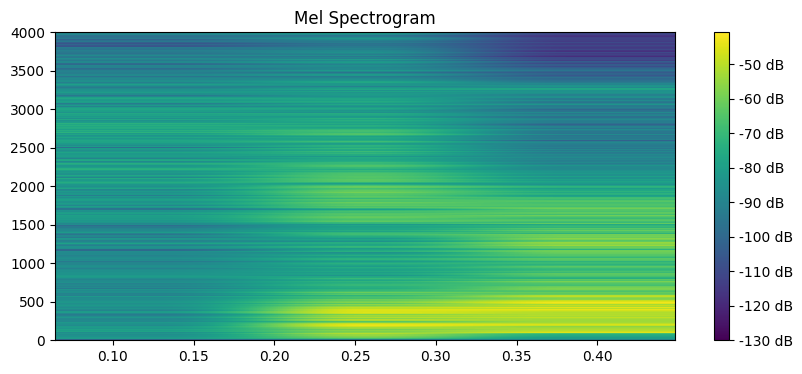 Mel Spectrogram
4000
3500
3000
2500
2000
1500
1000
500
0
0.10 0.15 0.20 0.25 0.30 0.35 0.40
-50 dB
-60 dB
-70 dB
-80 dB
-90 dB
-100 dB
-110 dB
-120 dB
-130 dB